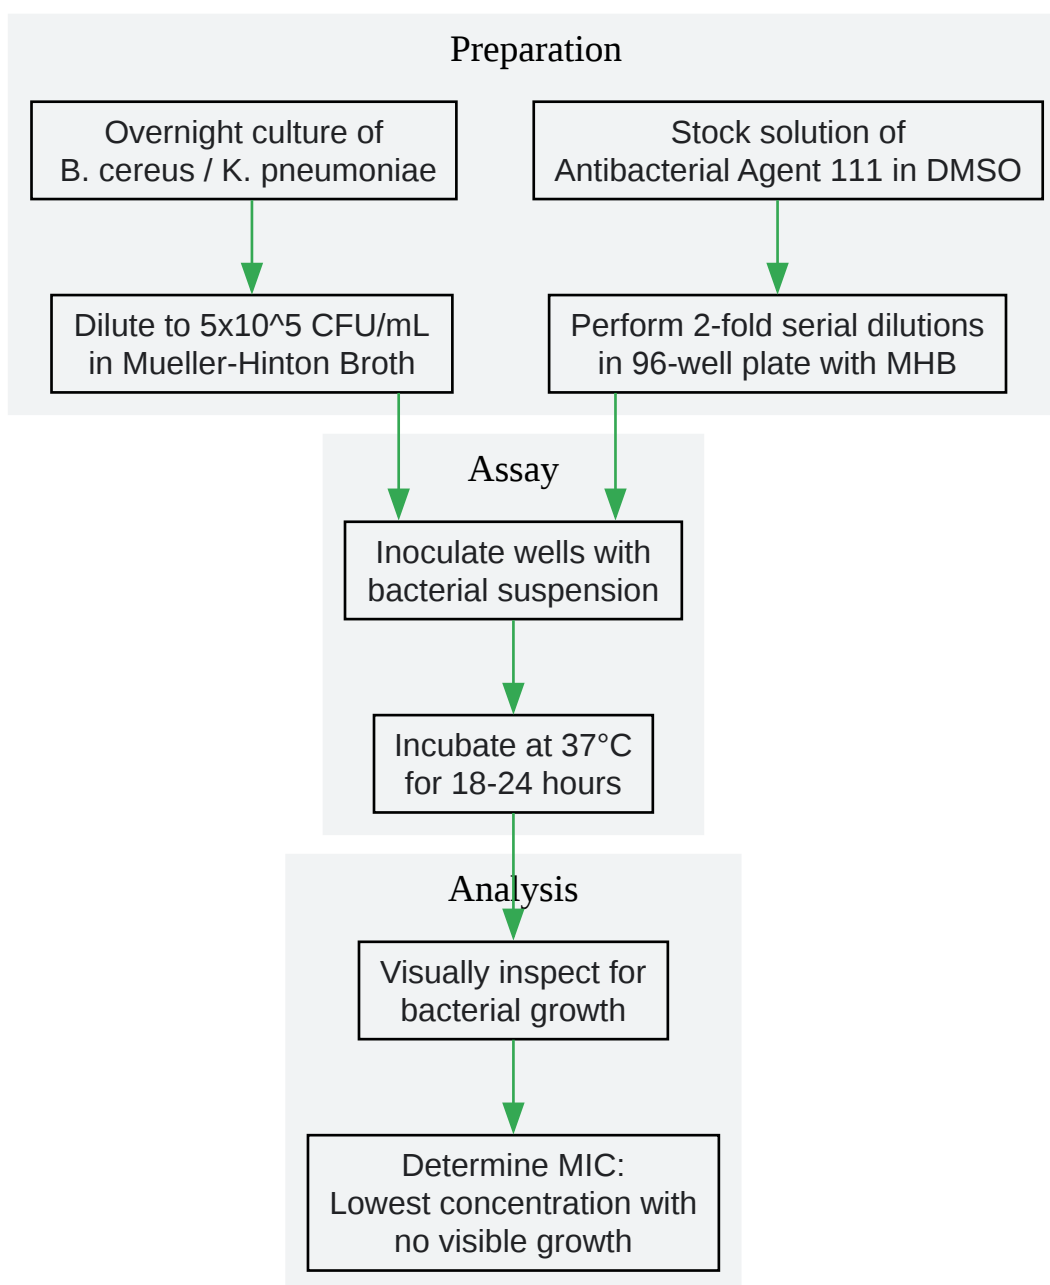 Preparation
Overnight culture of
B. cereus / K. pneumoniae
Stock solution of
Antibacterial Agent 111 in DMSO
Dilute to 5x10^5 CFU/mL
in Mueller-Hinton Broth
Perform 2-fold serial dilutions
in 96-well plate with MHB
Assay
Inoculate wells with
bacterial suspension
Incubate at 37°C
for 18-24 hours
Analysis
Visually inspect for
bacterial growth
Determine MIC:
Lowest concentration with
no visible growth